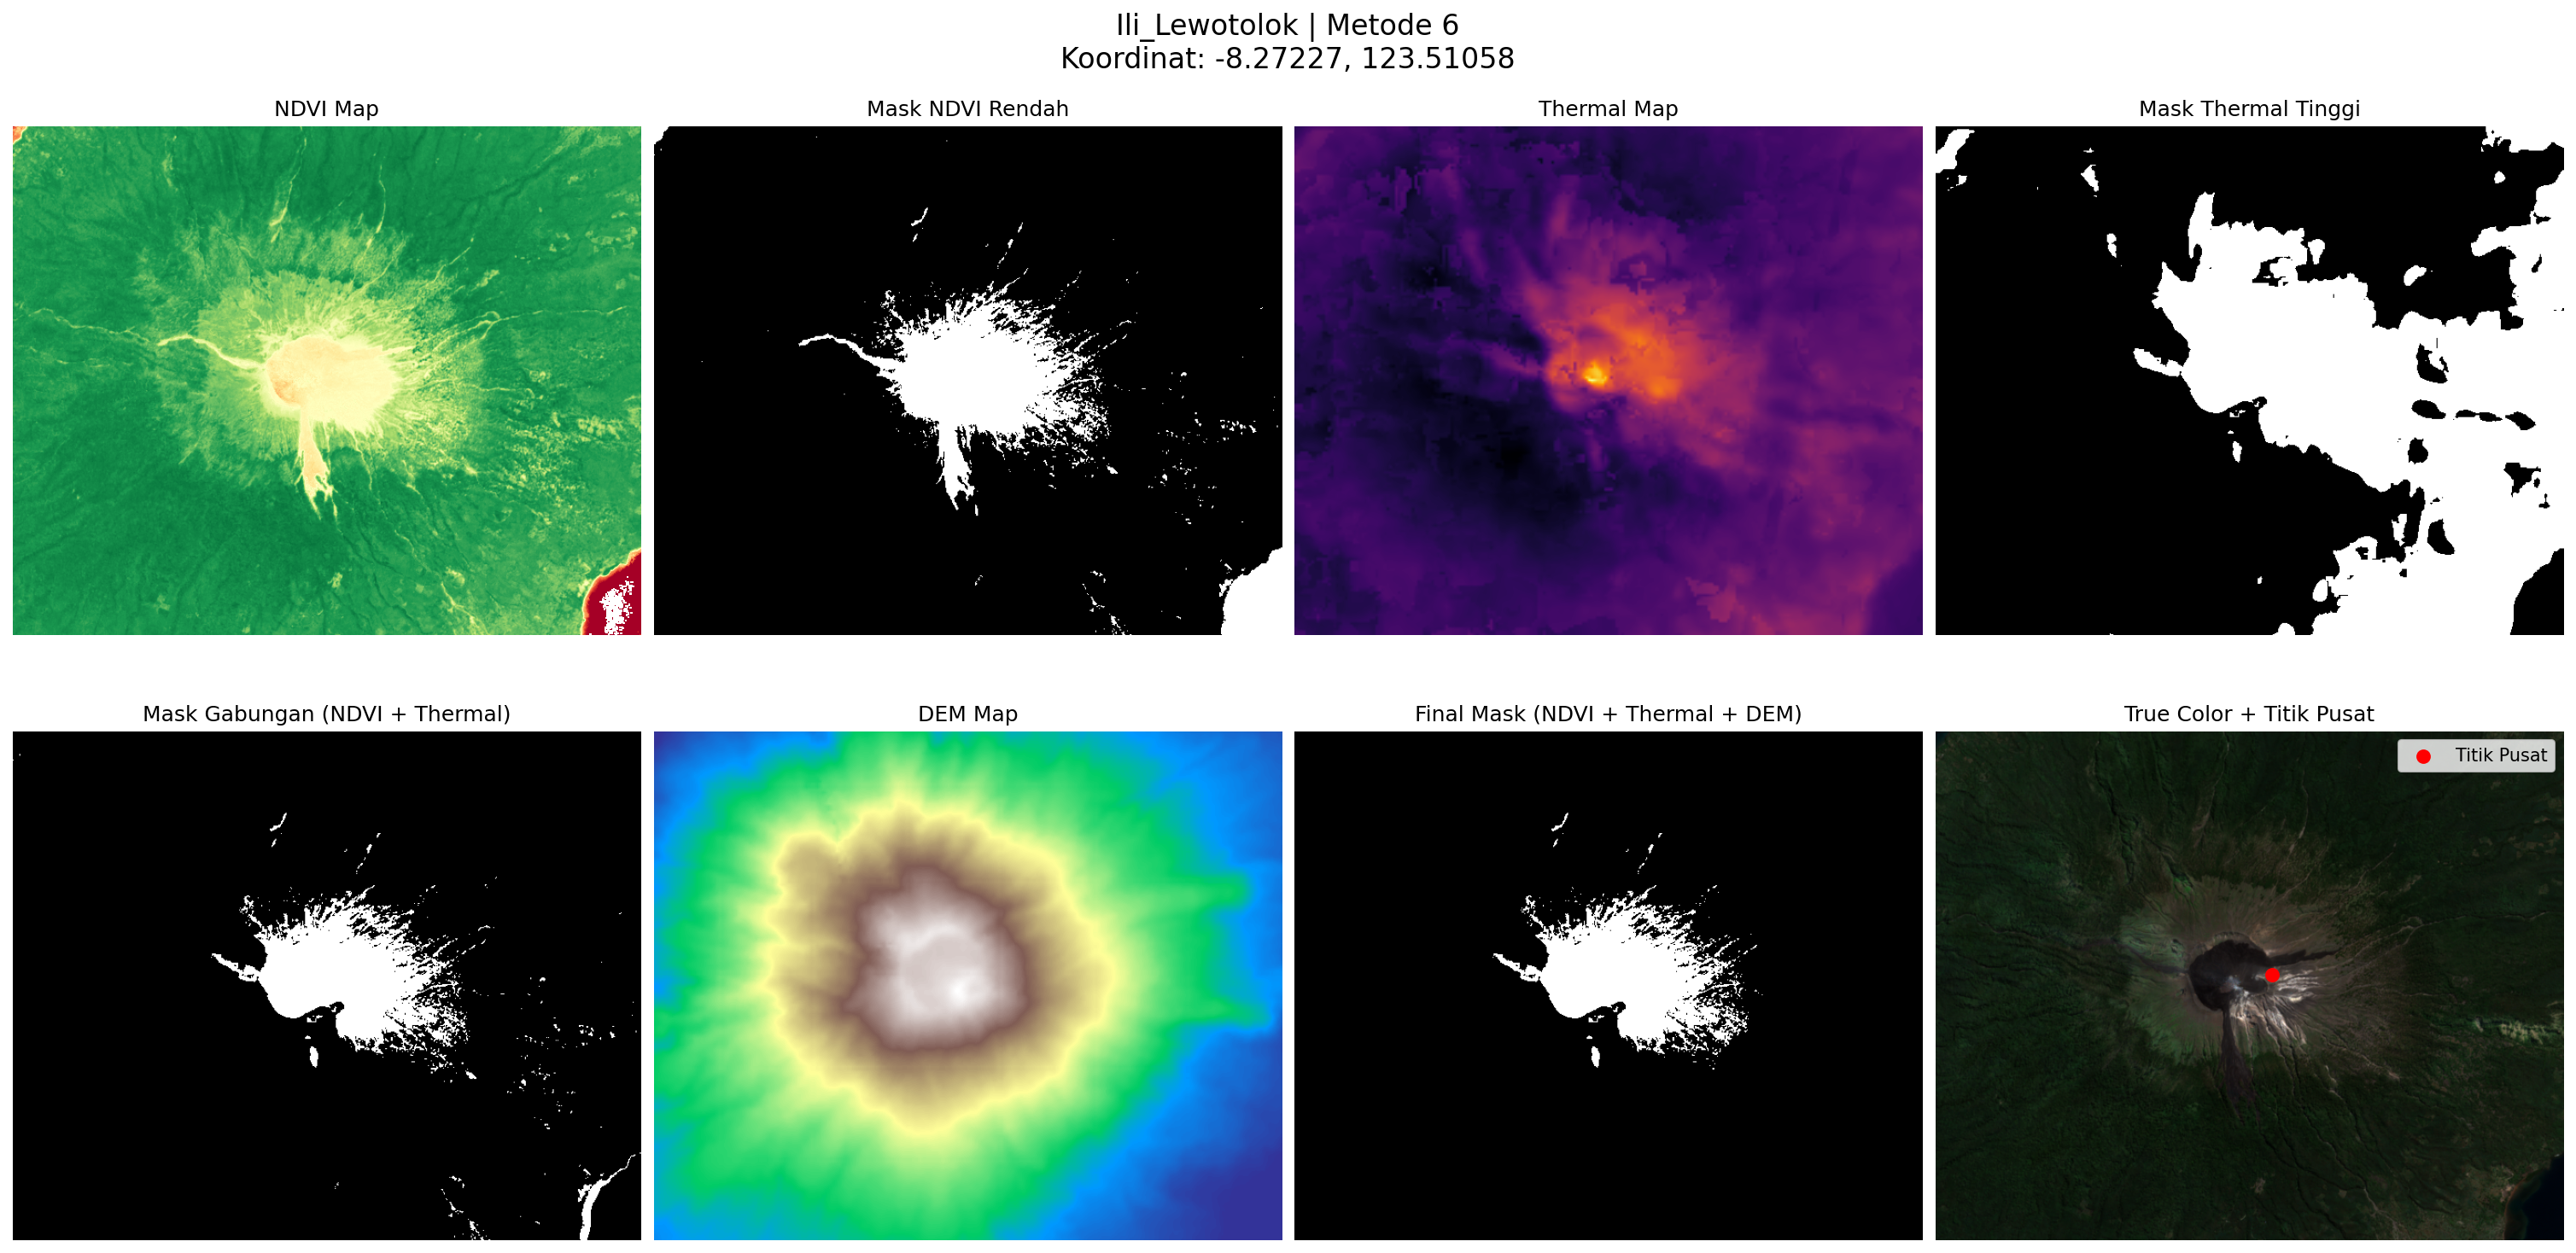 Ili_Lewotolok | Metode 6
Koordinat: -8.27227, 123.51058
NDVI Map
Mask NDVI Rendah
Thermal Map
Mask Thermal Tinggi
Mask Gabungan (NDVI + Thermal)
DEM Map
Final Mask (NDVI + Thermal + DEM)
True Color + Titik Pusat
Titik Pusat